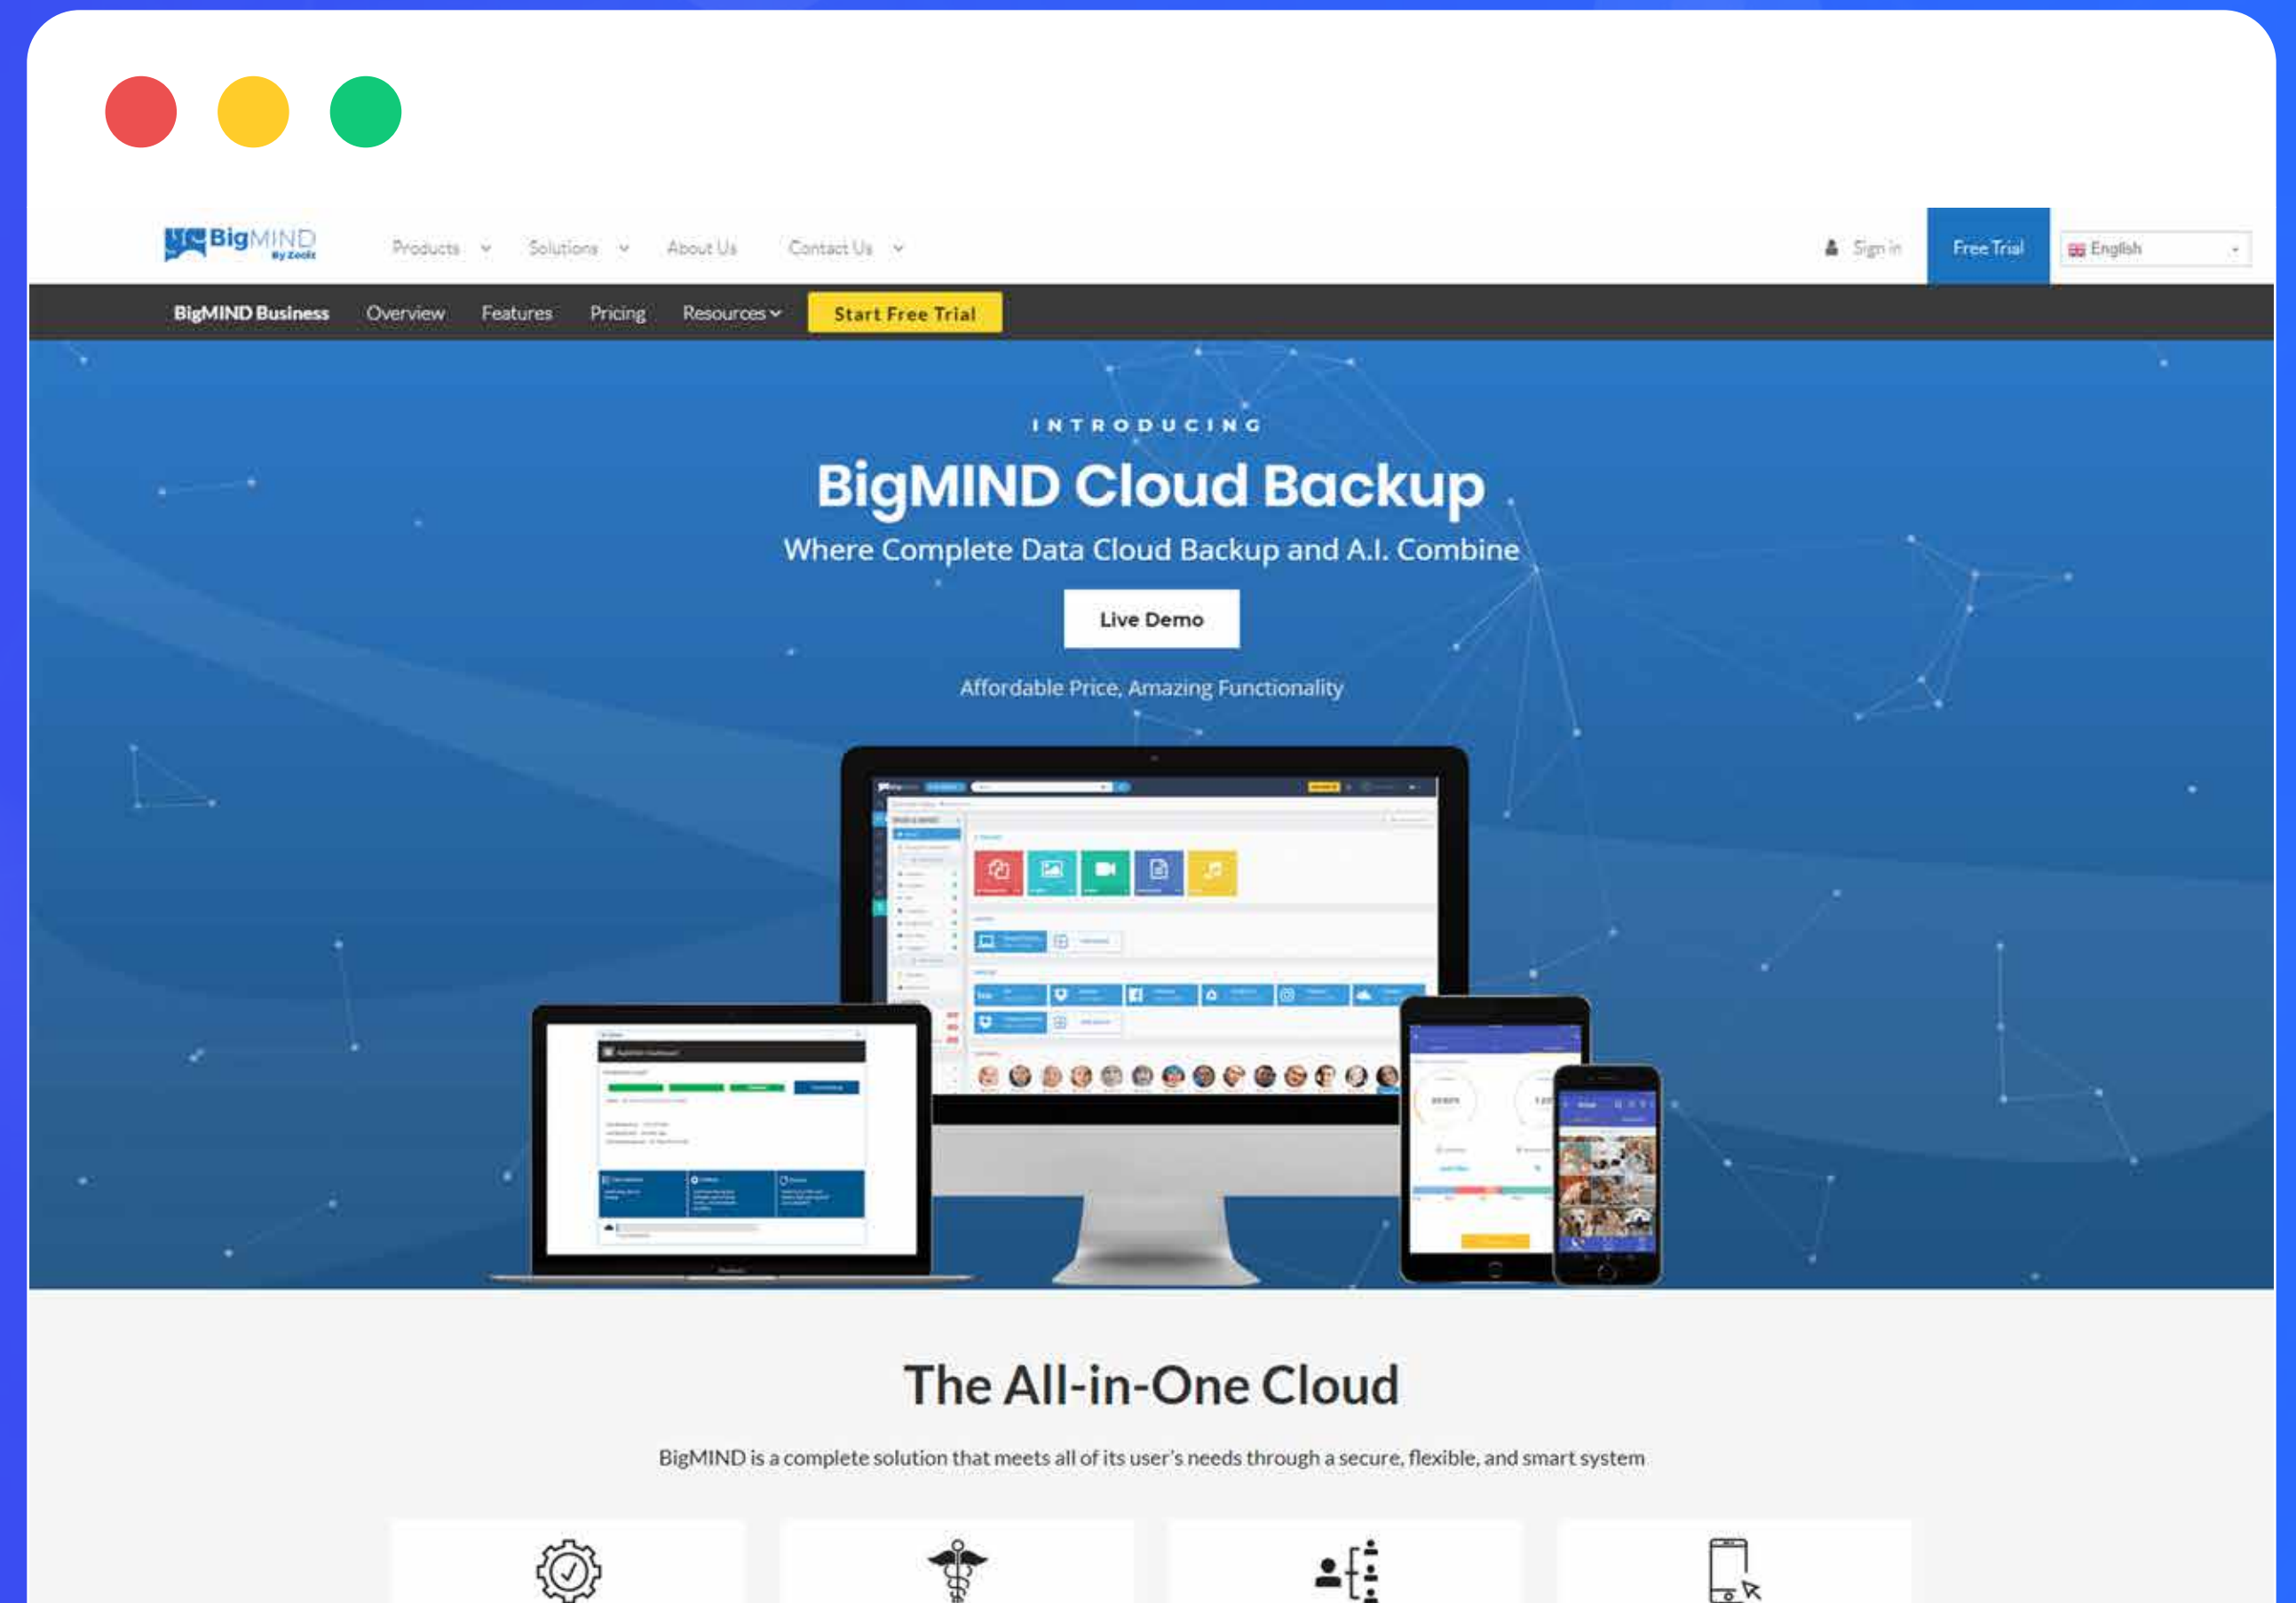 BigMIND
By Zoolz
Products
Solutions
About Us
Contact Us
Sign in
Free Trial
English
BigMIND Business
Overview
Features
Pricing
Resources
Start Free Trial
INTRODUCING
BigMIND Cloud Backup
Where Complete Data Cloud Backup and A.I. Combine
Live Demo
Affordable Price, Amazing Functionality
The All-in-One Cloud
BigMIND is a complete solution that meets all of its user's needs through a secure, flexible, and smart system